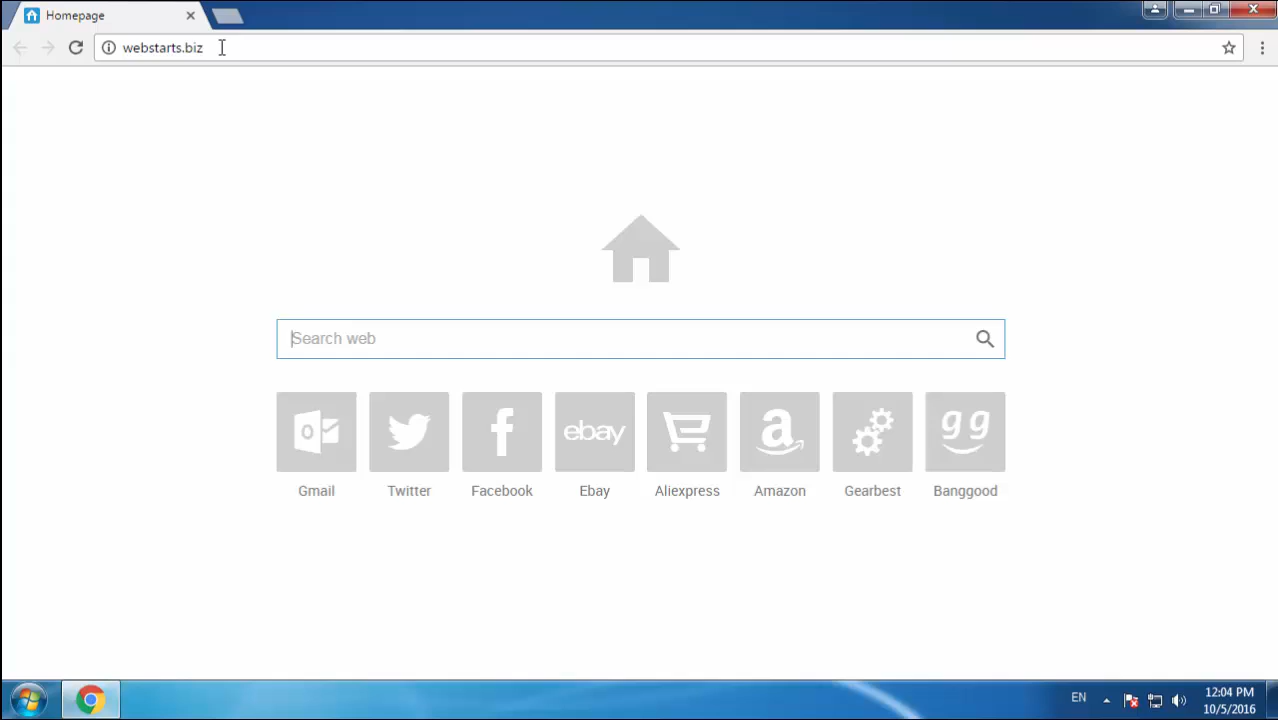 Homepage
webstarts.biz
Search web
O
ebay
a
gg
Gmail
Twitter
Facebook
Ebay
Aliexpress
Amazon
Gearbest
Banggood
EN
12:04 PM
10/5/2016